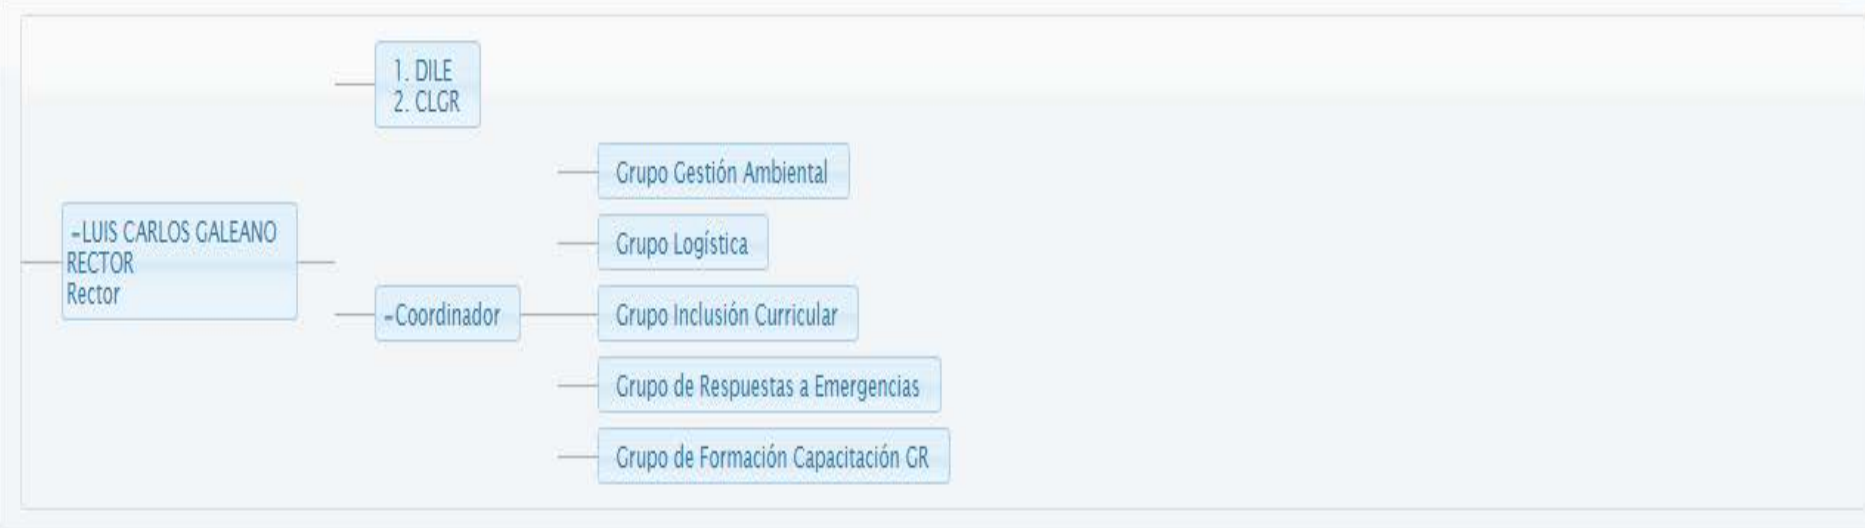 1. DILE
2. CLGR
Grupo Gestión Ambiental
–LUIS CARLOS GALEANO
RECTOR
Rector
Grupo Logística
–Coordinador
Grupo Inclusión Curricular
Grupo de Respuestas a Emergencias
Grupo de Formación Capacitación GR